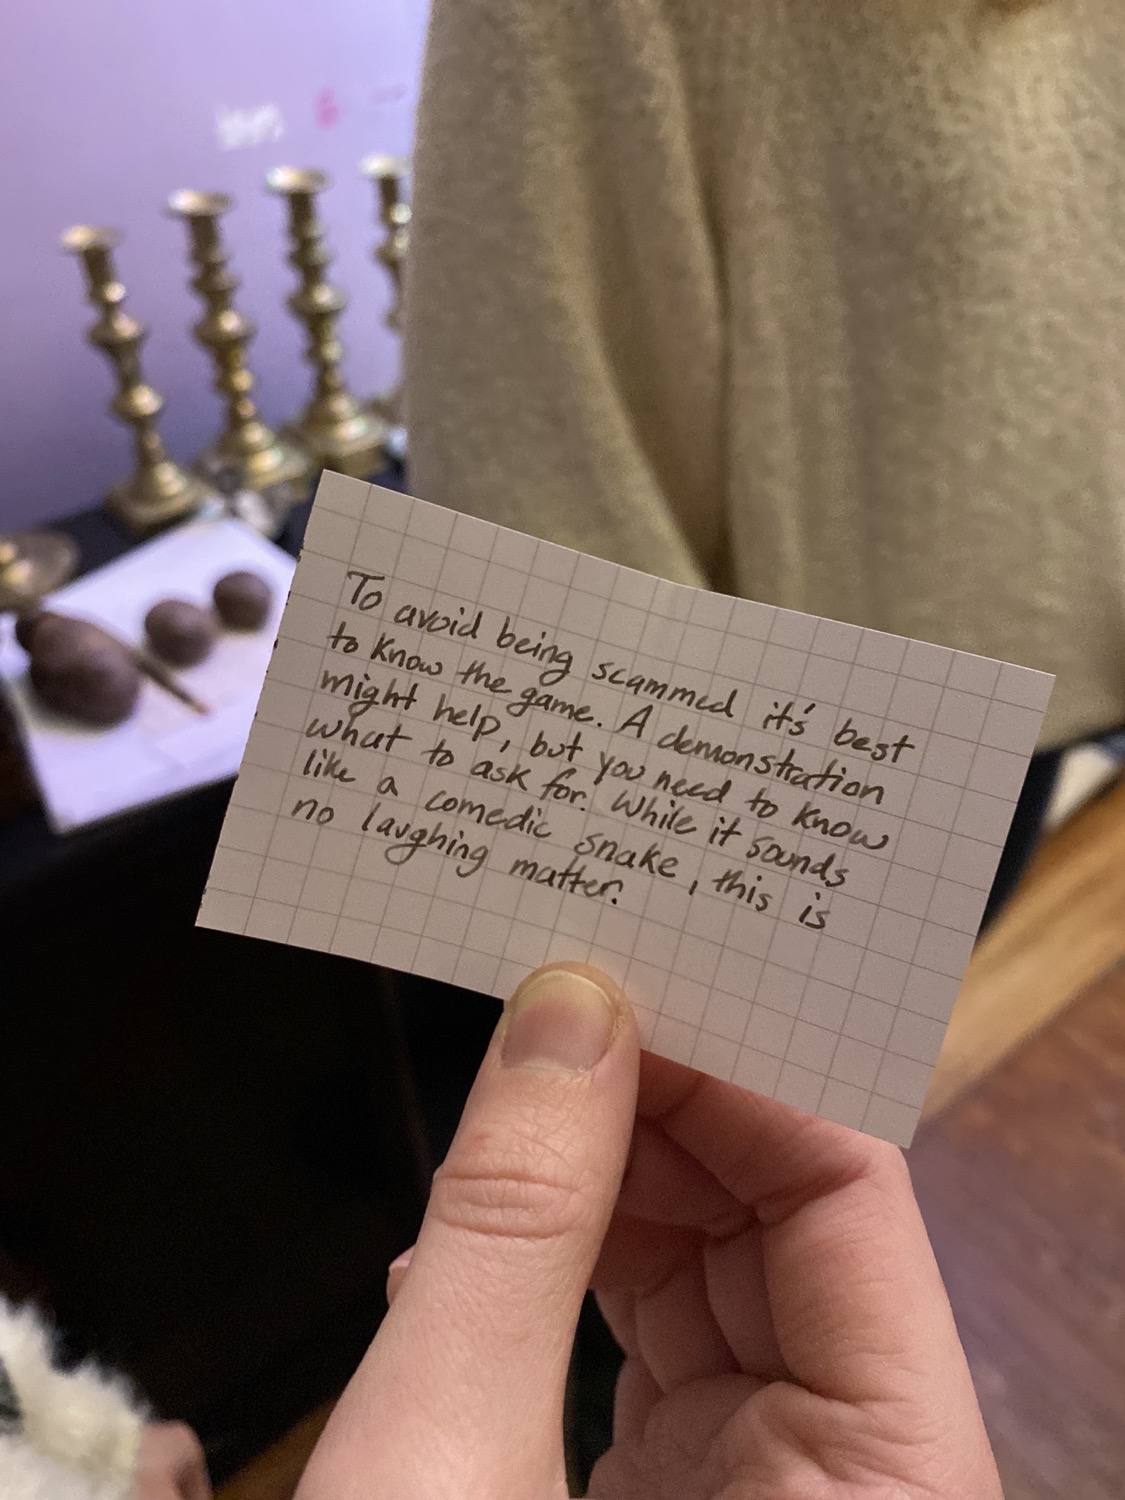 To avoid being scammed it's best
to know the game. A demonstration
might help, but you need to know
what to ask for. While it sounds
like a comedic snake, this is
no laughing matter.